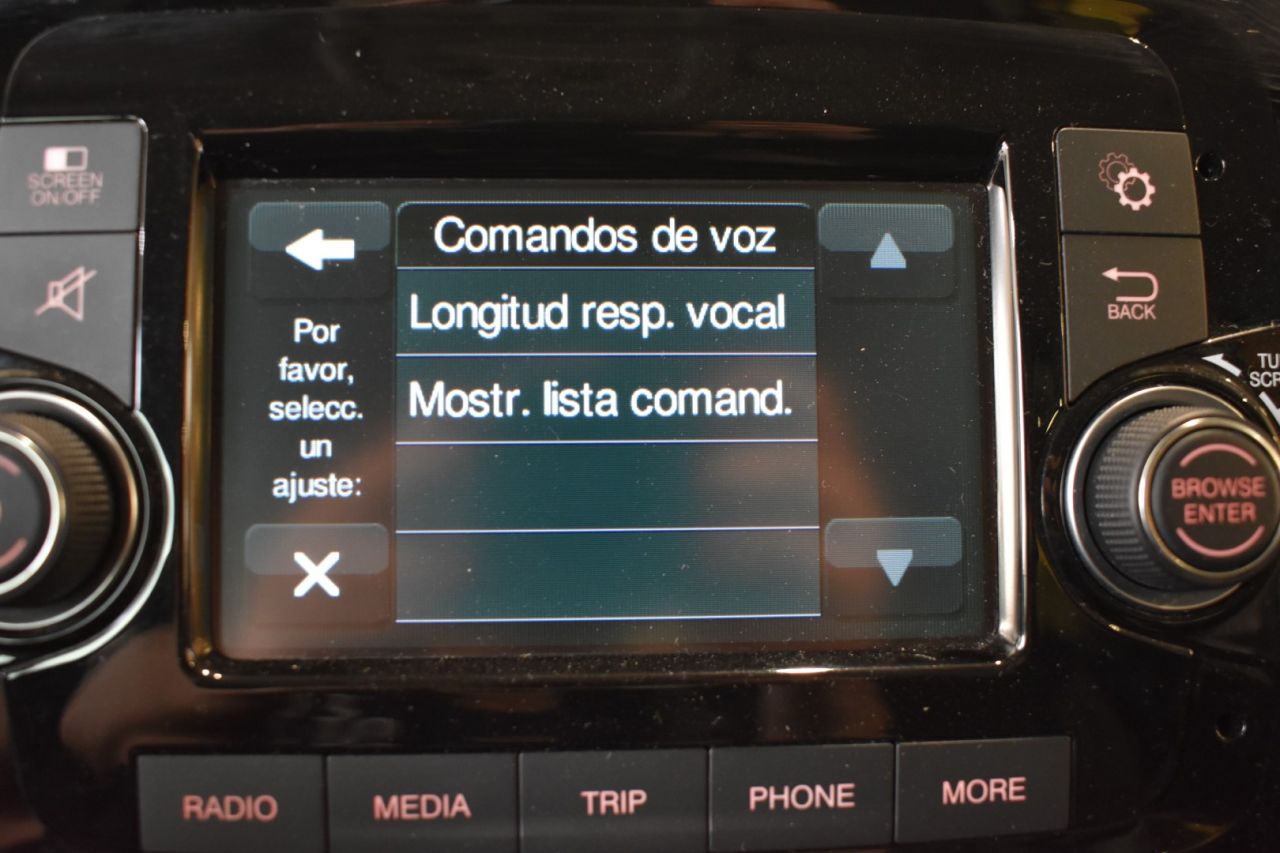 SCREEN
ON/OFF
Comandos de voz
Longitud resp. vocal
Mostr. lista comand.
Por
favor,
selecc.
un
ajuste:
BACK
BROWSE
ENTER
RADIO
MEDIA
TRIP
PHONE
MORE